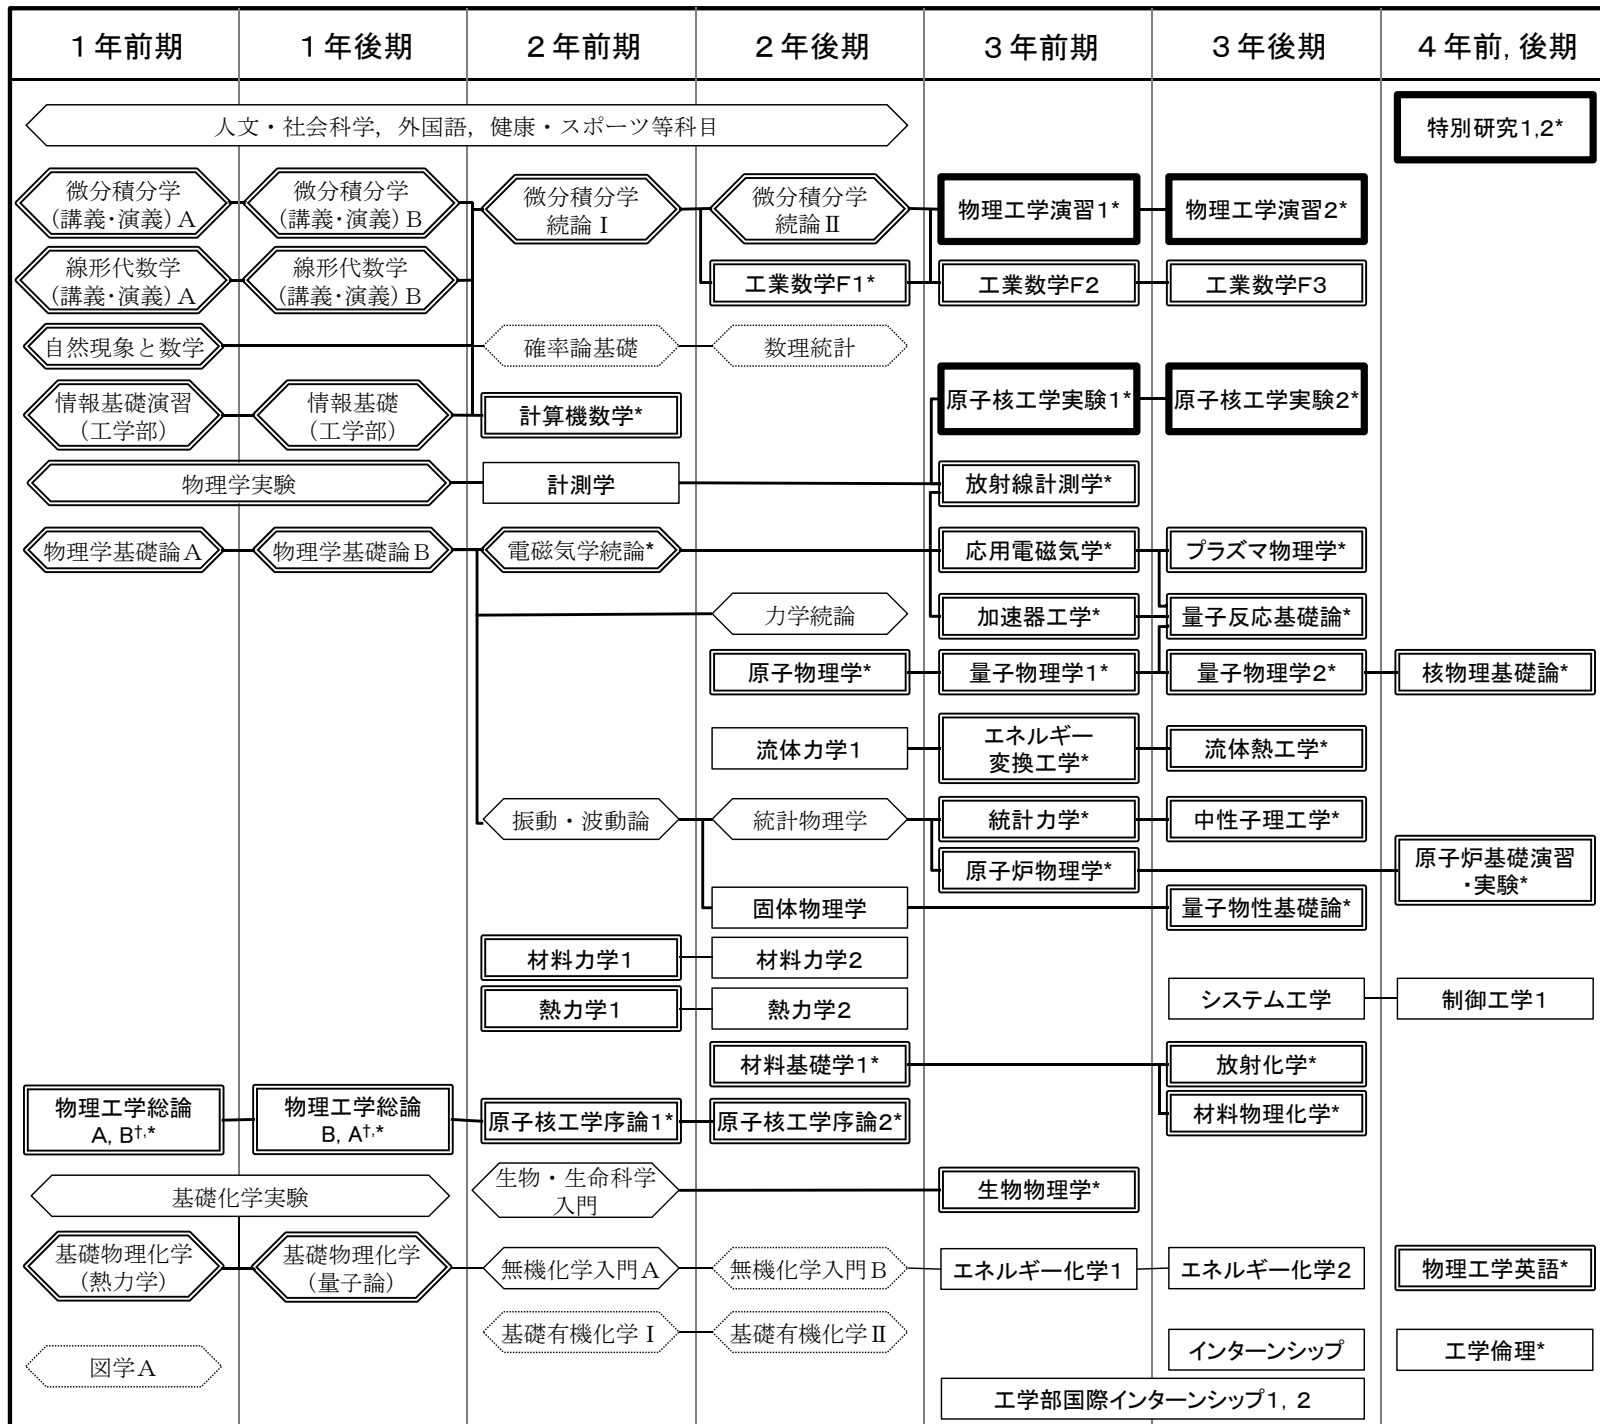 1年前期
1年後期
2年前期
2年後期
3年前期
3年後期
4年前,後期
人文・社会科学,外国語,健康・スポーツ等科目
特別研究1,2*
微分積分学
(講義・演義)A
微分積分学
(講義・演義)B
微分積分学
続論Ⅰ
微分積分学
続論Ⅱ
物理工学演習1*
物理工学演習2*
線形代数学
(講義・演義)A
線形代数学
(講義・演義)B
工業数学F1*
工業数学F2
工業数学F3
自然現象と数学
確率論基礎
数理統計
情報基礎演習
(工学部)
情報基礎
(工学部)
計算機数学*
原子核工学実験1*
原子核工学実験2*
物理学実験
計測学
放射線計測学*
物理学基礎論A
物理学基礎論B
電磁気学続論*
応用電磁気学*
プラズマ物理学*
力学続論
加速器工学*
量子反応基礎論*
原子物理学*
量子物理学1*
量子物理学2*
核物理基礎論*
流体力学1
エネルギー
変換工学*
流体熱工学*
振動・波動論
統計物理学
統計力学*
中性子理工学*
原子炉物理学*
原子炉基礎演習
・実験*
固体物理学
量子物性基礎論*
材料力学1
材料力学2
熱力学1
熱力学2
システム工学
制御工学1
材料基礎学1*
放射化学*
物理工学総論
A, B†,*
物理工学総論
B, A†,*
原子核工学序論1*
原子核工学序論2*
材料物理化学*
基礎化学実験
生物・生命科学
入門
生物物理学*
基礎物理化学
(熱力学)
基礎物理化学
(量子論)
無機化学入門A
無機化学入門B
エネルギー化学1
エネルギー化学2
物理工学英語*
基礎有機化学Ⅰ
基礎有機化学Ⅱ
図学A
インターンシップ
工学倫理*
工学部国際インターンシップ1, 2